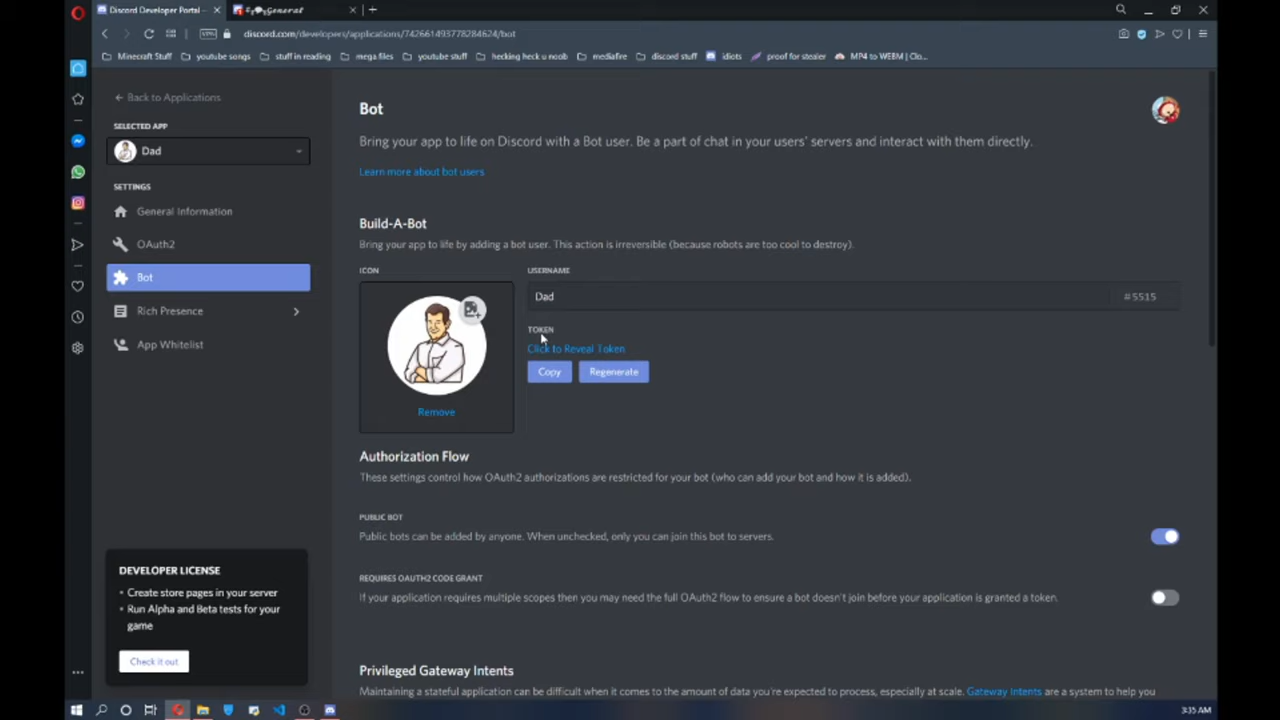 Discord Developer Portal -
General
discord.com/developers/applications/742661493778284624/bot
Minecraft Stuff youtube songs stuff in reading mega files youtube stuff hecking heck u noob mediafire discord stuff idiots proof for stealer MP4 to WEBM | Clo...
← Back to Applications
SELECTED APP
Dad
SETTINGS
General Information
OAuth2
Bot
Rich Presence
App Whitelist
DEVELOPER LICENSE
• Create store pages in your server
• Run Alpha and Beta tests for your
game
Check it out
Bot
Bring your app to life on Discord with a Bot user. Be a part of chat in your users' servers and interact with them directly.
Learn more about bot users
Build-A-Bot
Bring your app to life by adding a bot user. This action is irreversible (because robots are too cool to destroy).
ICON
Remove
USERNAME
Dad #5515
TOKEN
Click to Reveal Token
Copy Regenerate
Authorization Flow
These settings control how OAuth2 authorizations are restricted for your bot (who can add your bot and how it is added).
PUBLIC BOT
Public bots can be added by anyone. When unchecked, only you can join this bot to servers.
REQUIRES OAUTH2 CODE GRANT
If your application requires multiple scopes then you may need the full OAuth2 flow to ensure a bot doesn't join before your application is granted a token.
Privileged Gateway Intents
Maintaining a stateful application can be difficult when it comes to the amount of data you're expected to process, especially at scale. Gateway Intents are a system to help you
3:35 AM